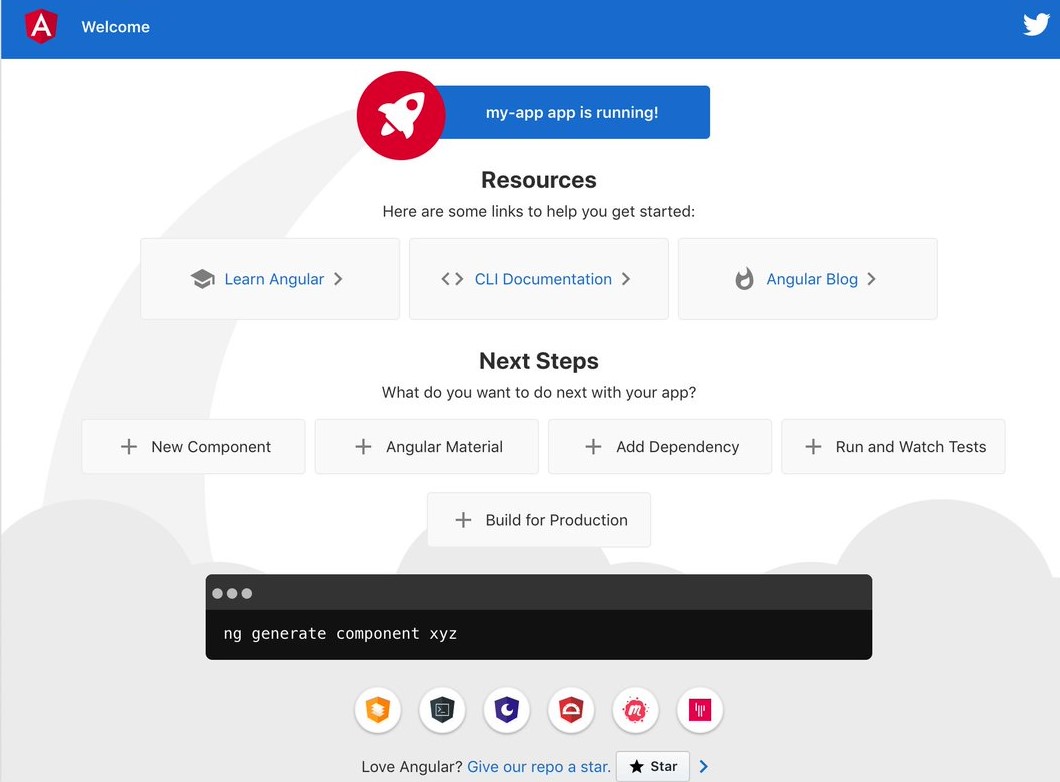 Welcome
my-app app is running!
Resources
Here are some links to help you get started:
Learn Angular
CLI Documentation
Angular Blog
Next Steps
What do you want to do next with your app?
New Component
Angular Material
Add Dependency
Run and Watch Tests
Build for Production
ng generate component xyz
Love Angular? Give our repo a star. Star